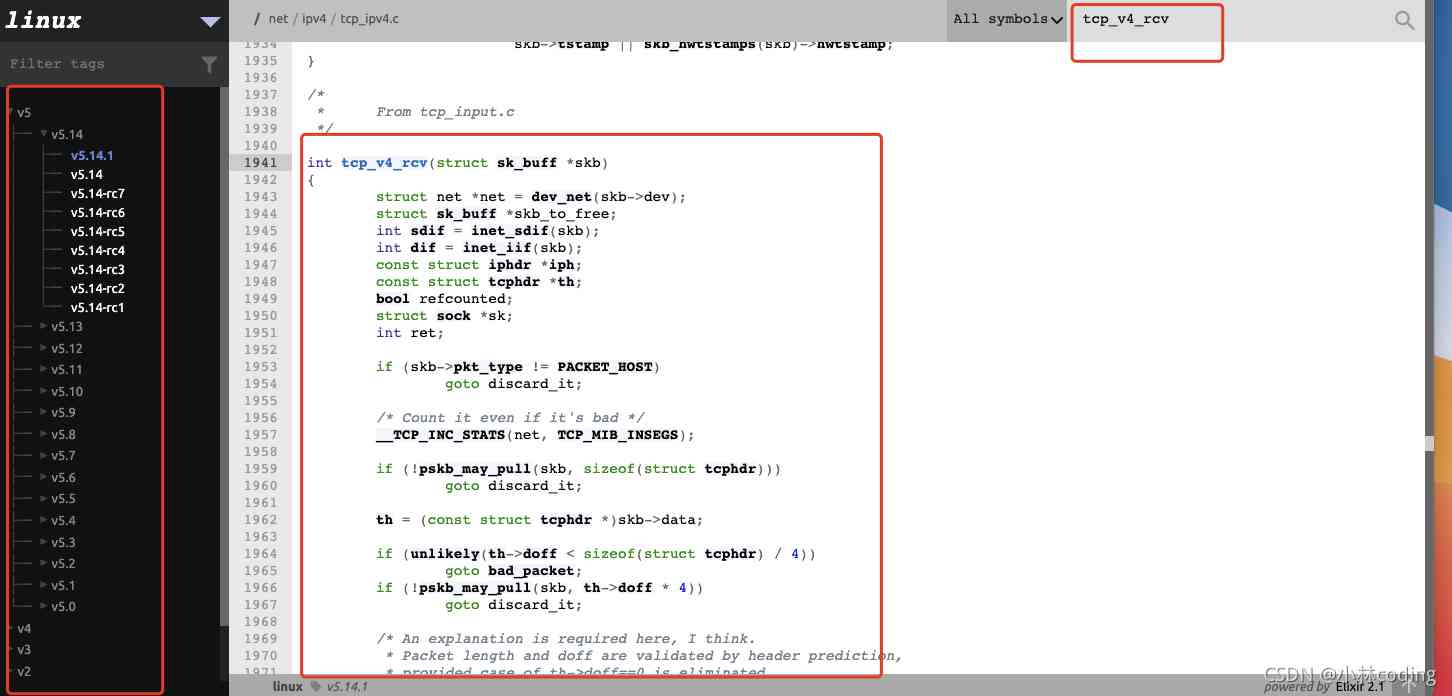 linux
/ net / ipv4 / tcp_ipv4.c
All symbols
tcp_v4_rcv
Filter tags
v5
v5.14
v5.14.1
v5.14
v5.14-rc7
v5.14-rc6
v5.14-rc5
v5.14-rc4
v5.14-rc3
v5.14-rc2
v5.14-rc1
v5.13
v5.12
v5.11
v5.10
v5.9
v5.8
v5.7
v5.6
v5.5
v5.4
v5.3
v5.2
v5.1
v5.0
v4
v3
v2
1934 skb->tstamp || skb_hwtstamps(skb)->hwtstamp;
1935 }
1936
1937 /*
1938 * From tcp_input.c
1939 */
1940
1941 int tcp_v4_rcv(struct sk_buff *skb)
1942 {
1943 struct net *net = dev_net(skb->dev);
1944 struct sk_buff *skb_to_free;
1945 int sdif = inet_sdif(skb);
1946 int dif = inet_iif(skb);
1947 const struct iphdr *iph;
1948 const struct tcphdr *th;
1949 bool refcounted;
1950 struct sock *sk;
1951 int ret;
1952
1953 if (skb->pkt_type != PACKET_HOST)
1954 goto discard_it;
1955
1956 /* Count it even if it's bad */
1957 __TCP_INC_STATS(net, TCP_MIB_INSEGS);
1958
1959 if (!pskb_may_pull(skb, sizeof(struct tcphdr)))
1960 goto discard_it;
1961
1962 th = (const struct tcphdr *)skb->data;
1963
1964 if (unlikely(th->doff < sizeof(struct tcphdr) / 4))
1965 goto bad_packet;
1966 if (!pskb_may_pull(skb, th->doff * 4))
1967 goto discard_it;
1968
1969 /* An explanation is required here, I think.
1970 * Packet length and doff are validated by header prediction,
1971 * provided case of th->doff==0 is eliminated.
linux v5.14.1
powered by Elixir 2.1
CSDN @小林coding